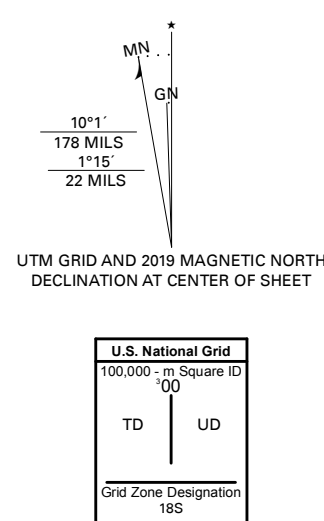 ★
MN
GN
10°1´
178 MILS
1°15´
22 MILS
UTM GRID AND 2019 MAGNETIC NORTH
DECLINATION AT CENTER OF SHEET
U.S. National Grid
100,000 - m Square ID
³00
TD UD
Grid Zone Designation
18S